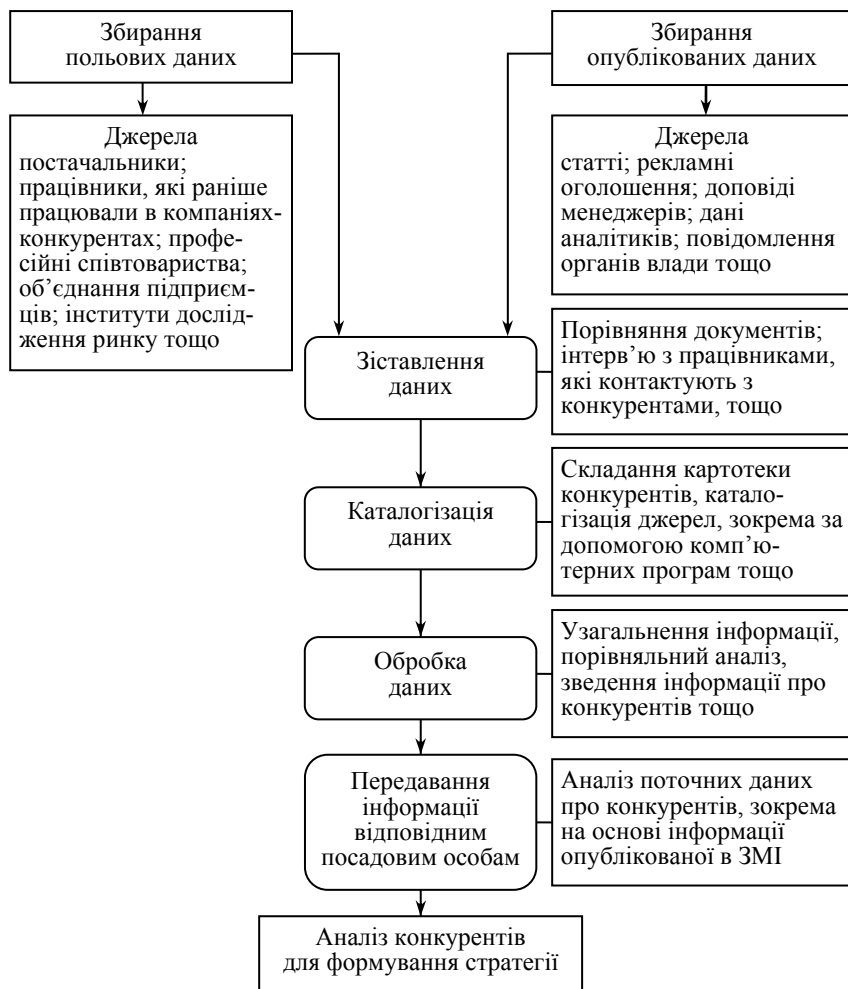 Збирання
польових даних
Збирання
опублікованих даних
Джерела
постачальники;
працівники, які раніше
працювали в компаніях-
конкурентах; профе-
сійні співтовариства;
об’єднання підприєм-
ців; інститути дослід-
ження ринку тощо
Джерела
статті; рекламні
оголошення; доповіді
менеджерів; дані
аналітиків; повідомлення
органів влади тощо
Зіставлення
даних
Порівняння документів;
інтерв’ю з працівниками,
які контактують з
конкурентами, тощо
Каталогізація
даних
Складання картотеки
конкурентів, катало-
гізація джерел, зокрема за
допомогою комп’ю-
терних програм тощо
Обробка
даних
Узагальнення інформації,
порівняльний аналіз,
зведення інформації про
конкурентів тощо
Передавання
інформації
відповідним
посадовим особам
Аналіз поточних даних
про конкурентів, зокрема
на основі інформації
опублікованої в ЗМІ
Аналіз конкурентів
для формування стратегії